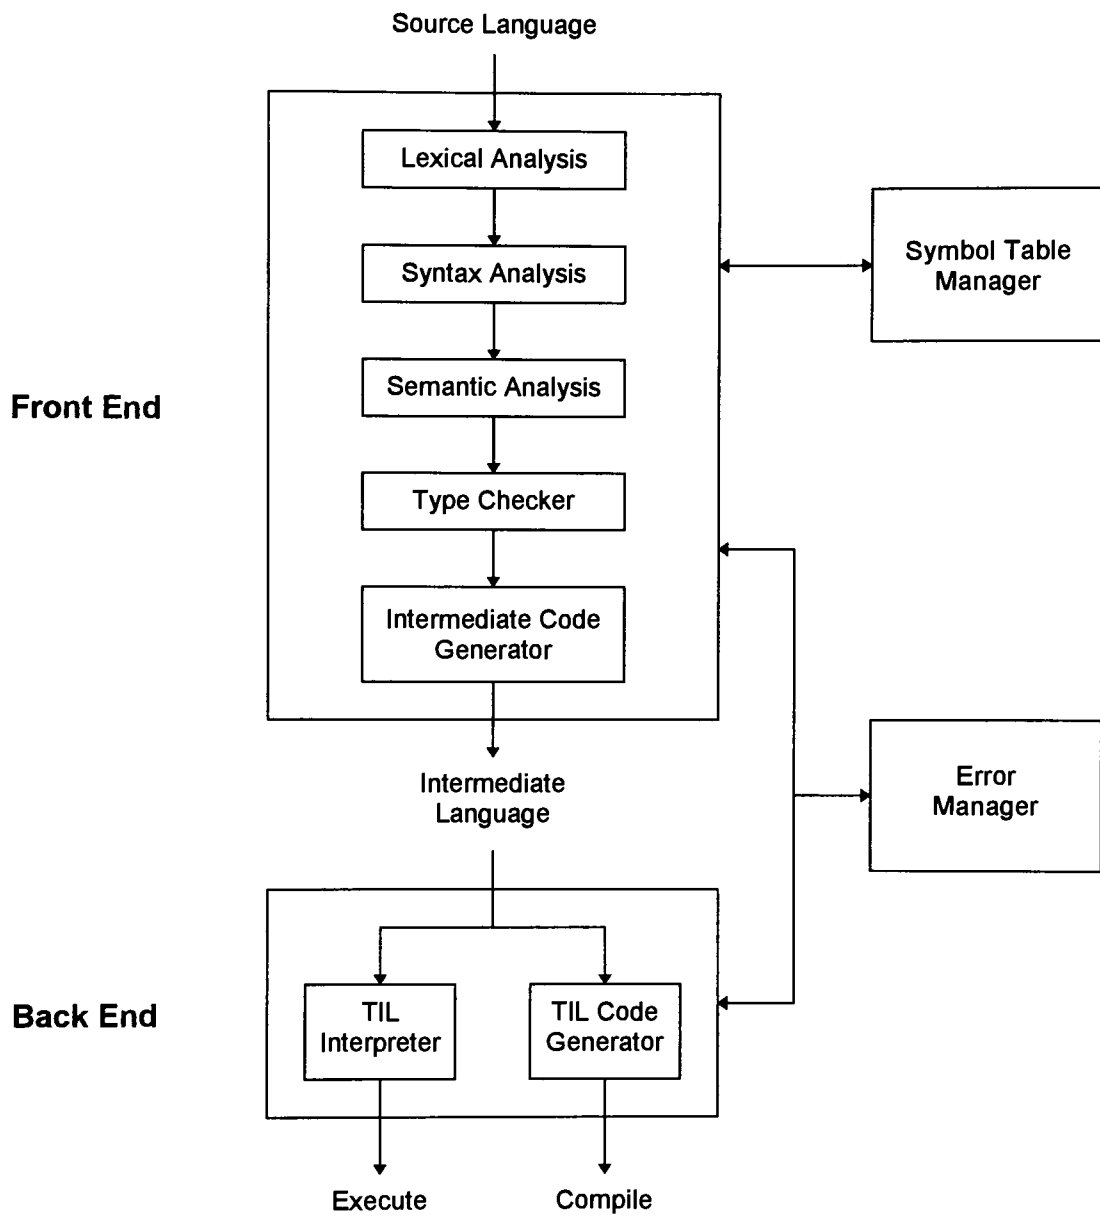 Source Language
Lexical Analysis
Syntax Analysis
Symbol Table
Manager
Semantic Analysis
Front End
Type Checker
Intermediate Code
Generator
Intermediate
Language
Error
Manager
Back End
TIL
Interpreter
TIL Code
Generator
Execute
Compile